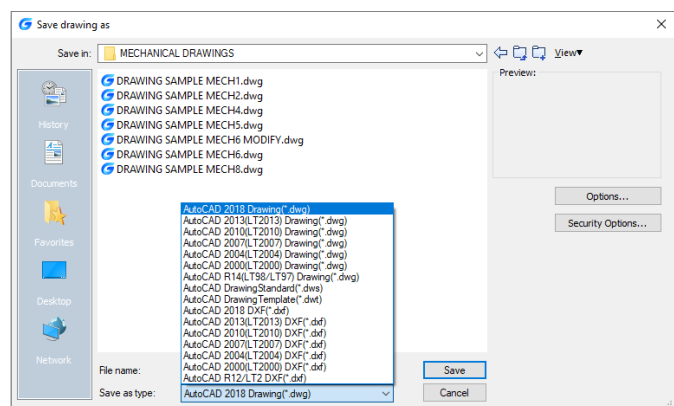 Save drawing as
Save in: MECHANICAL DRAWINGS View▼
Preview:
DRAWING SAMPLE MECH1.dwg
DRAWING SAMPLE MECH2.dwg
DRAWING SAMPLE MECH4.dwg
DRAWING SAMPLE MECH5.dwg
DRAWING SAMPLE MECH6 MODIFY.dwg
DRAWING SAMPLE MECH6.dwg
DRAWING SAMPLE MECH8.dwg
History
Documents
Favorites
Desktop
Network
Options...
Security Options...
AutoCAD 2018 Drawing(*.dwg)
AutoCAD 2013(LT2013) Drawing(*.dwg)
AutoCAD 2010(LT2010) Drawing(*.dwg)
AutoCAD 2007(LT2007) Drawing(*.dwg)
AutoCAD 2004(LT2004) Drawing(*.dwg)
AutoCAD 2000(LT2000) Drawing(*.dwg)
AutoCAD R14(LT98/LT97) Drawing(*.dwg)
AutoCAD DrawingStandard(*.dws)
AutoCAD DrawingTemplate(*.dwt)
AutoCAD 2018 DXF(*.dxf)
AutoCAD 2013(LT2013) DXF(*.dxf)
AutoCAD 2010(LT2010) DXF(*.dxf)
AutoCAD 2007(LT2007) DXF(*.dxf)
AutoCAD 2004(LT2004) DXF(*.dxf)
AutoCAD 2000(LT2000) DXF(*.dxf)
AutoCAD R12/LT2 DXF(*.dxf)
File name: Save
Save as type: AutoCAD 2018 Drawing(*.dwg) Cancel